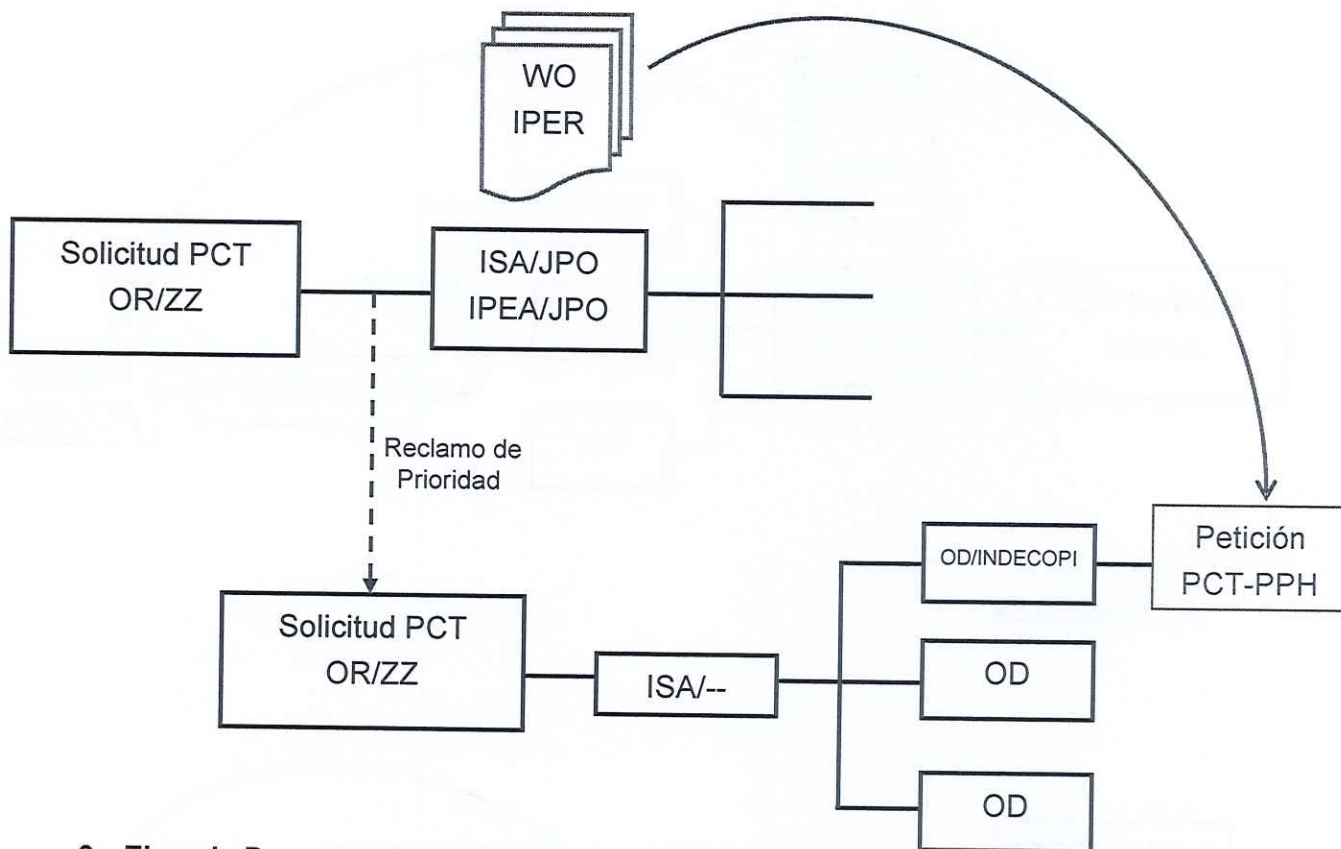 WO
IPER
Solicitud PCT
OR/ZZ
ISA/JPO
IPEA/JPO
Reclamo de
Prioridad
Solicitud PCT
OR/ZZ
ISA/--
OD/INDECOPI
OD
OD
Petición
PCT-PPH